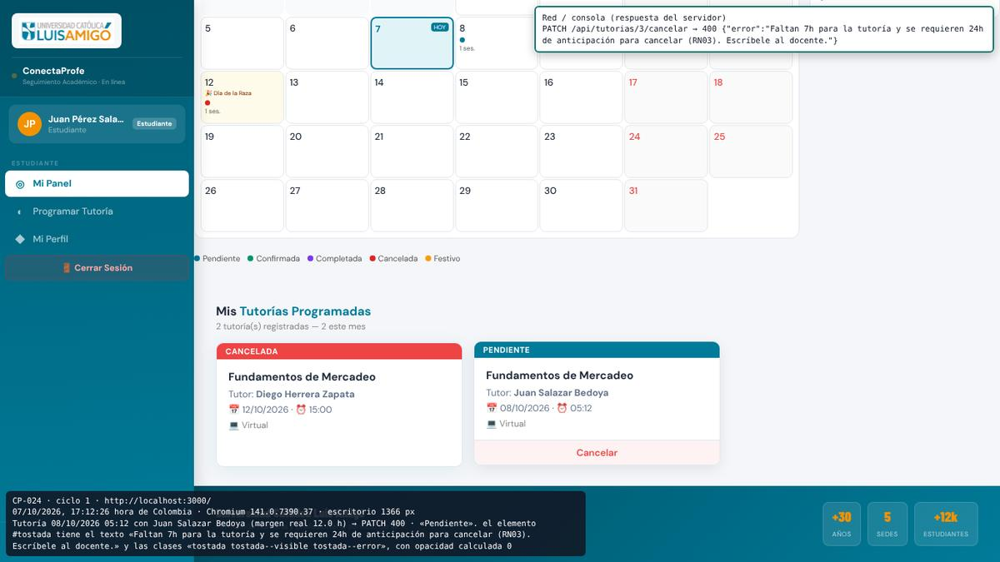 UNIVERSIDAD CATÓLICA
LUISAMIGÓ
ConectaProfe
Seguimiento Académico · En línea
JP
Juan Pérez Sala...
Estudiante
Estudiante
ESTUDIANTE
Mi Panel
Programar Tutoría
Mi Perfil
Cerrar Sesión
Red / consola (respuesta del servidor)
PATCH /api/tutorias/3/cancelar → 400 {"error":"Faltan 7h para la tutoría y se requieren 24h
de anticipación para cancelar (RN03). Escríbele al docente."}
5
6
7
HOY
8
1 ses.
12
🎉 Día de la Raza
1 ses.
13
14
15
16
17
18
19
20
21
22
23
24
25
26
27
28
29
30
31
Pendiente
Confirmada
Completada
Cancelada
Festivo
Mis Tutorías Programadas
2 tutoría(s) registradas — 2 este mes
CANCELADA
Fundamentos de Mercadeo
Tutor: Diego Herrera Zapata
📅 12/10/2026 · ⏰ 15:00
💻 Virtual
PENDIENTE
Fundamentos de Mercadeo
Tutor: Juan Salazar Bedoya
📅 08/10/2026 · ⏰ 05:12
💻 Virtual
Cancelar
CP-024 · ciclo 1 · http://localhost:3000/
07/10/2026, 17:12:26 hora de Colombia · Chromium 141.0.7390.37 · escritorio 1366 px
Tutoría 08/10/2026 05:12 con Juan Salazar Bedoya (margen real 12.0 h) → PATCH 400 · «Pendiente». el elemento
#tostada tiene el texto «Faltan 7h para la tutoría y se requieren 24h de anticipación para cancelar (RN03).
Escríbele al docente.» y las clases «tostada tostada--visible tostada--error», con opacidad calculada 0
+30
AÑOS
5
SEDES
+12k
ESTUDIANTES